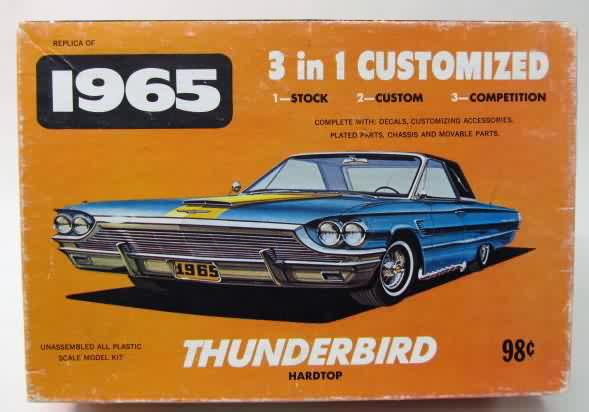 REPLICA OF
1965
3 in 1 CUSTOMIZED
1—STOCK 2—CUSTOM 3—COMPETITION
COMPLETE WITH: DECALS, CUSTOMIZING ACCESSORIES,
PLATED PARTS, CHASSIS AND MOVABLE PARTS.
1965
UNASSEMBLED ALL PLASTIC
SCALE MODEL KIT
THUNDERBIRD
HARDTOP
98¢